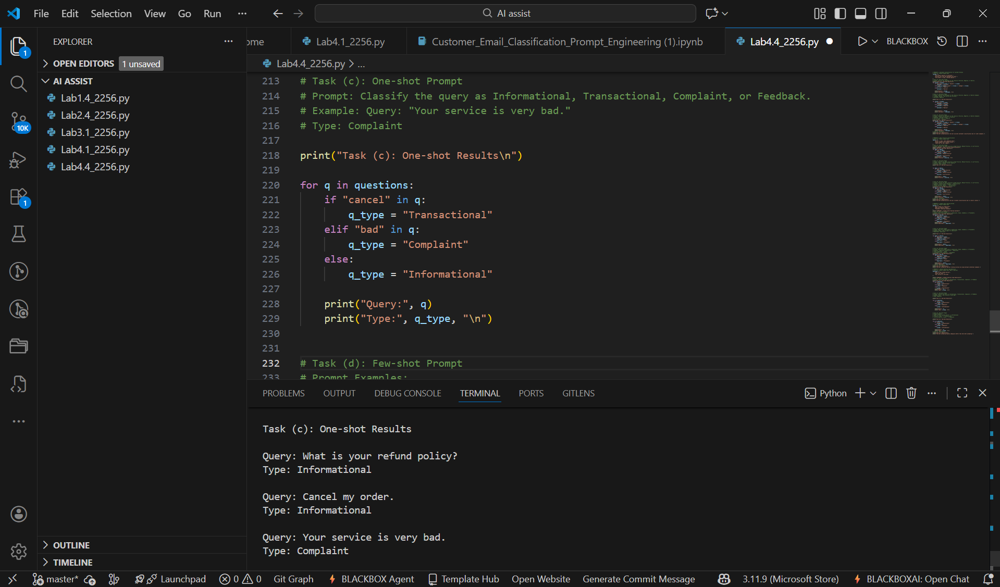 File Edit Selection View Go Run ··· AI assist
EXPLORER ···
ome Lab4.1_2256.py Customer_Email_Classification_Prompt_Engineering (1).ipynb Lab4.4_2256.py BLACKBOX ···
OPEN EDITORS 1 unsaved
Lab4.4_2256.py > ...
AI ASSIST
Lab1.4_2256.py
Lab2.4_2256.py
Lab3.1_2256.py
Lab4.1_2256.py
Lab4.4_2256.py
1
10K
1
213 # Task (c): One-shot Prompt
214 # Prompt: Classify the query as Informational, Transactional, Complaint, or Feedback.
215 # Example: Query: "Your service is very bad."
216 # Type: Complaint
217
218 print("Task (c): One-shot Results\n")
219
220 for q in questions:
221 if "cancel" in q:
222 q_type = "Transactional"
223 elif "bad" in q:
224 q_type = "Complaint"
225 else:
226 q_type = "Informational"
227
228 print("Query:", q)
229 print("Type:", q_type, "\n")
230
231
232 # Task (d): Few-shot Prompt
233 # Prompt Examples:
PROBLEMS OUTPUT DEBUG CONSOLE TERMINAL PORTS GITLENS Python ···
Task (c): One-shot Results
Query: What is your refund policy?
Type: Informational
Query: Cancel my order.
Type: Informational
Query: Your service is very bad.
Type: Complaint
OUTLINE
TIMELINE
master* Launchpad 0 0 Git Graph BLACKBOX Agent Template Hub Open Website Generate Commit Message 3.11.9 (Microsoft Store) BLACKBOXAI: Open Chat